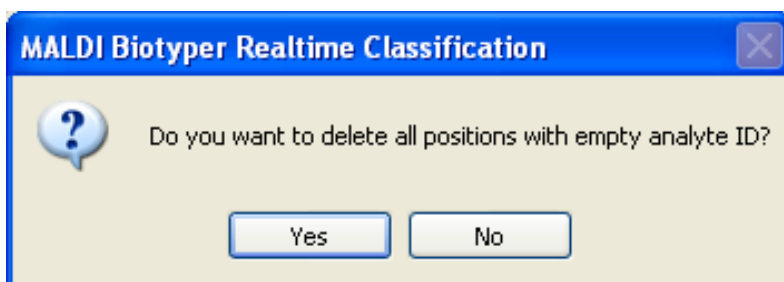 MALDI Biotyper Realtime Classification
Do you want to delete all positions with empty analyte ID?
Yes No